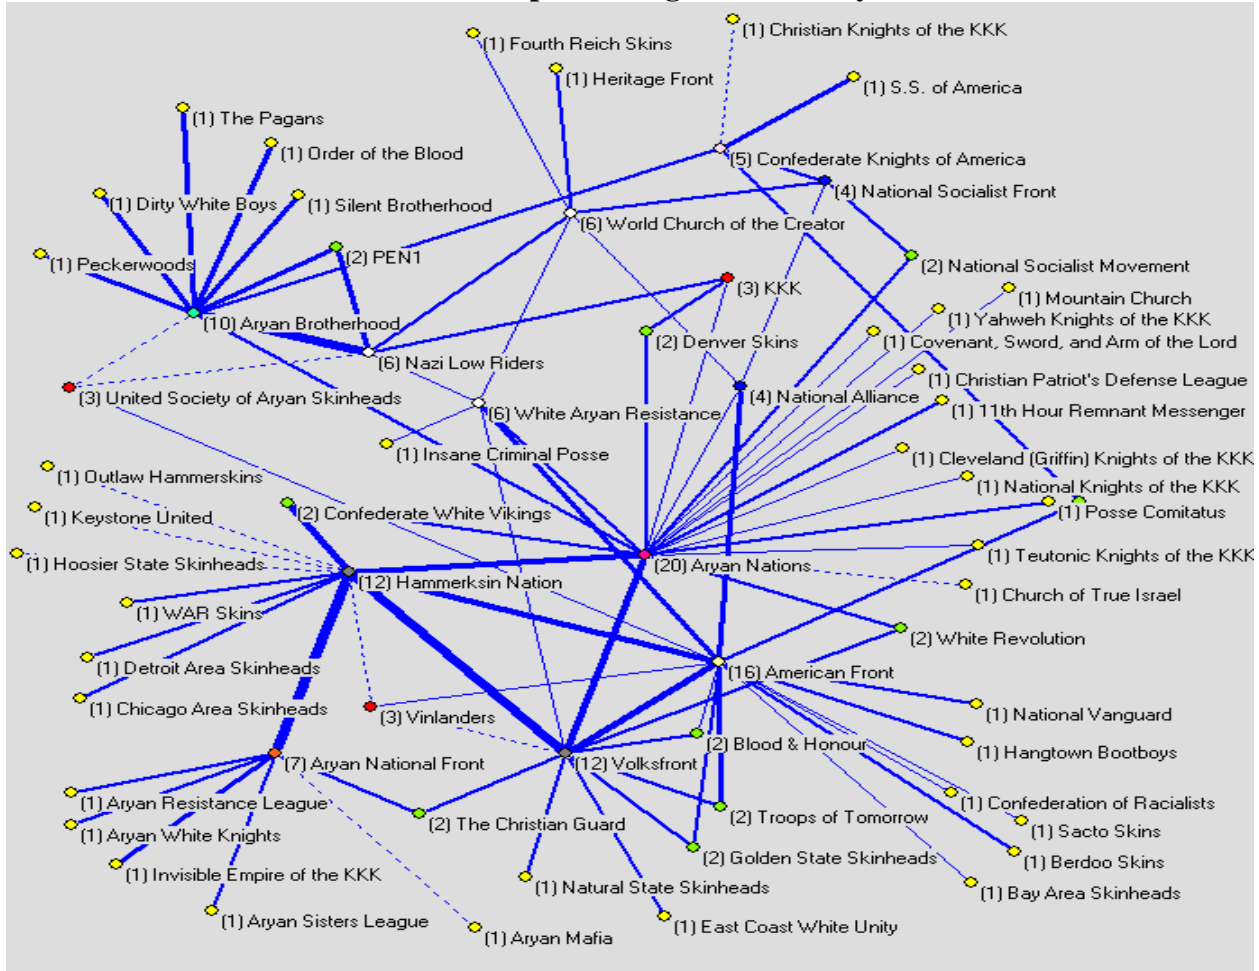 (1) Christian Knights of the KKK
(1) Fourth Reich Skins
(1) Heritage Front
(1) S.S. of America
(1) The Pagans
(1) Order of the Blood
(5) Confederate Knights of America
(4) National Socialist Front
(1) Dirty White Boys
(1) Silent Brotherhood
(6) World Church of the Creator
(1) Peckerwoods
(2) PEN1
(2) National Socialist Movement
(3) KKK
(1) Mountain Church
(10) Aryan Brotherhood
(1) Yahweh Knights of the KKK
(2) Denver Skins
(1) Covenant, Sword, and Arm of the Lord
(6) Nazi Low Riders
(1) Christian Patriot's Defense League
(3) United Society of Aryan Skinheads
(4) National Alliance
(6) White Aryan Resistance
(1) 11th Hour Remnant Messenger
(1) Insane Criminal Posse
(1) Cleveland (Griffin) Knights of the KKK
(1) Outlaw Hammerskins
(1) National Knights of the KKK
(1) Keystone United
(2) Confederate White Vikings
(1) Posse Comitatus
(1) Hoosier State Skinheads
(20) Aryan Nations
(1) Teutonic Knights of the KKK
(12) Hammerksin Nation
(1) Church of True Israel
(1) WAR Skins
(2) White Revolution
(1) Detroit Area Skinheads
(16) American Front
(1) Chicago Area Skinheads
(3) Vinlanders
(1) National Vanguard
(2) Blood & Honour
(1) Hangtown Bootboys
(7) Aryan National Front
(12) Volksfront
(1) Aryan Resistance League
(1) Confederation of Racialists
(2) The Christian Guard
(2) Troops of Tomorrow
(1) Sacto Skins
(1) Aryan White Knights
(2) Golden State Skinheads
(1) Berdoo Skins
(1) Invisible Empire of the KKK
(1) Natural State Skinheads
(1) Bay Area Skinheads
(1) Aryan Sisters League
(1) East Coast White Unity
(1) Aryan Mafia